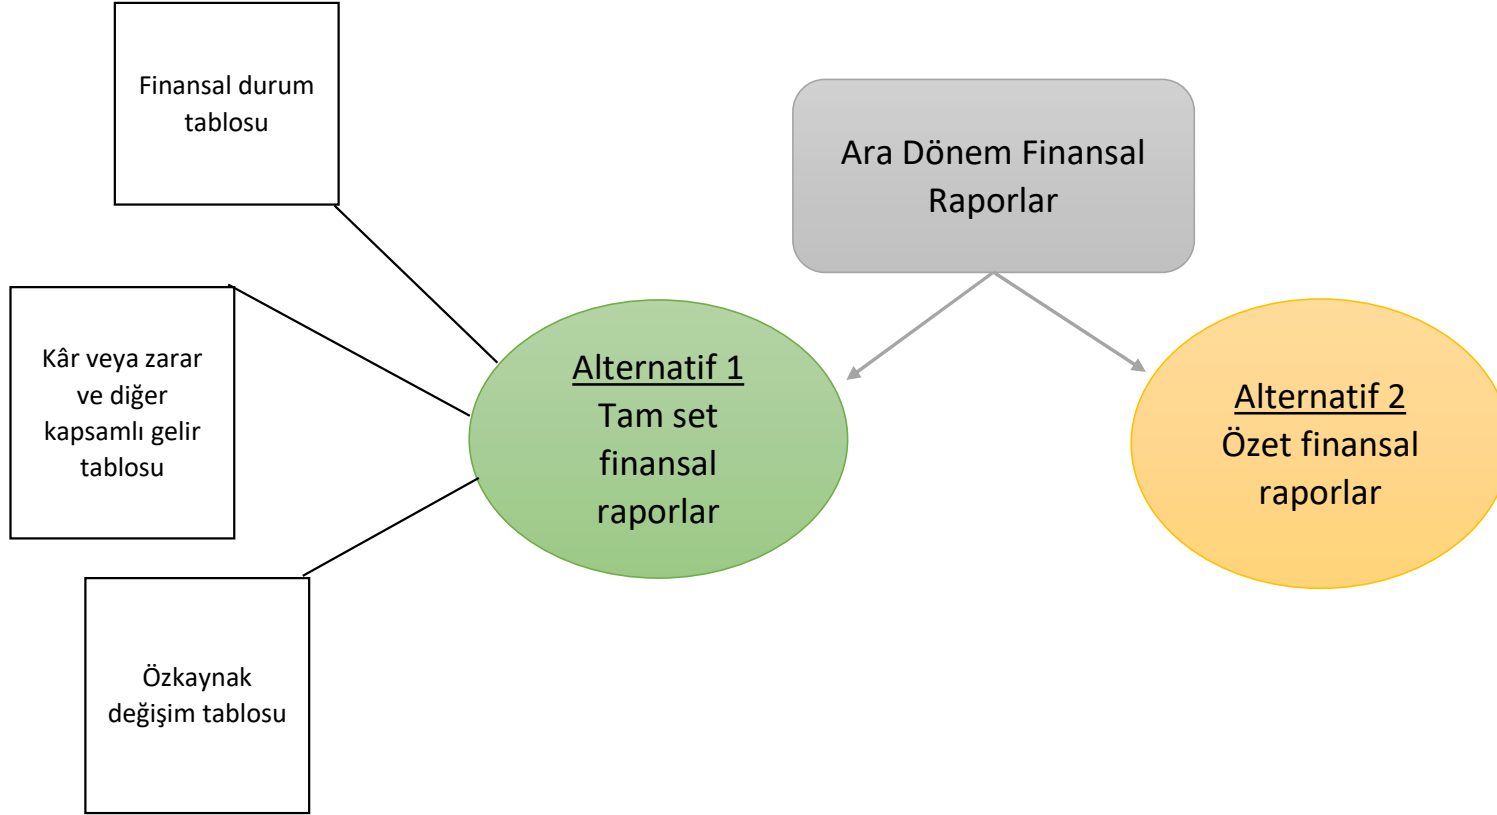 Finansal durum
tablosu
Ara Dönem Finansal
Raporlar
Kâr veya zarar
ve diğer
kapsamlı gelir
tablosu
Alternatif 1
Tam set
finansal
raporlar
Alternatif 2
Özet finansal
raporlar
Özkaynak
değişim tablosu